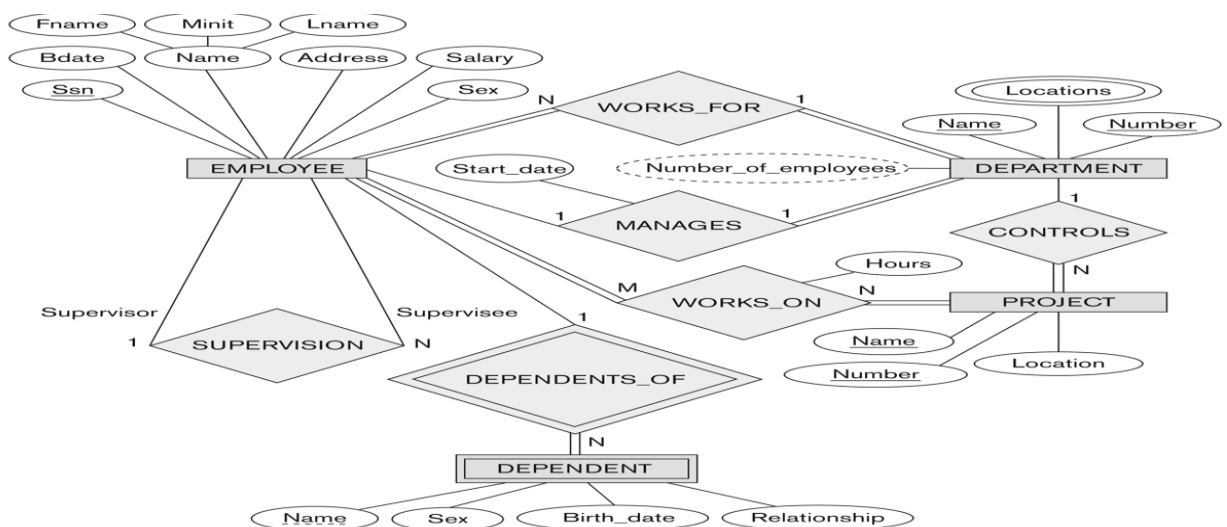 Fname Minit Lname
Bdate Name Address Salary
Ssn Sex
N WORKS_FOR 1
Locations
Name Number
EMPLOYEE Start_date Number_of_employees DEPARTMENT
1 MANAGES 1
1
CONTROLS
N
Hours
M WORKS_ON N
PROJECT
Supervisor Supervisee
1 SUPERVISION N
Name
Number Location
1
DEPENDENTS_OF
N
DEPENDENT
Name Sex Birth_date Relationship